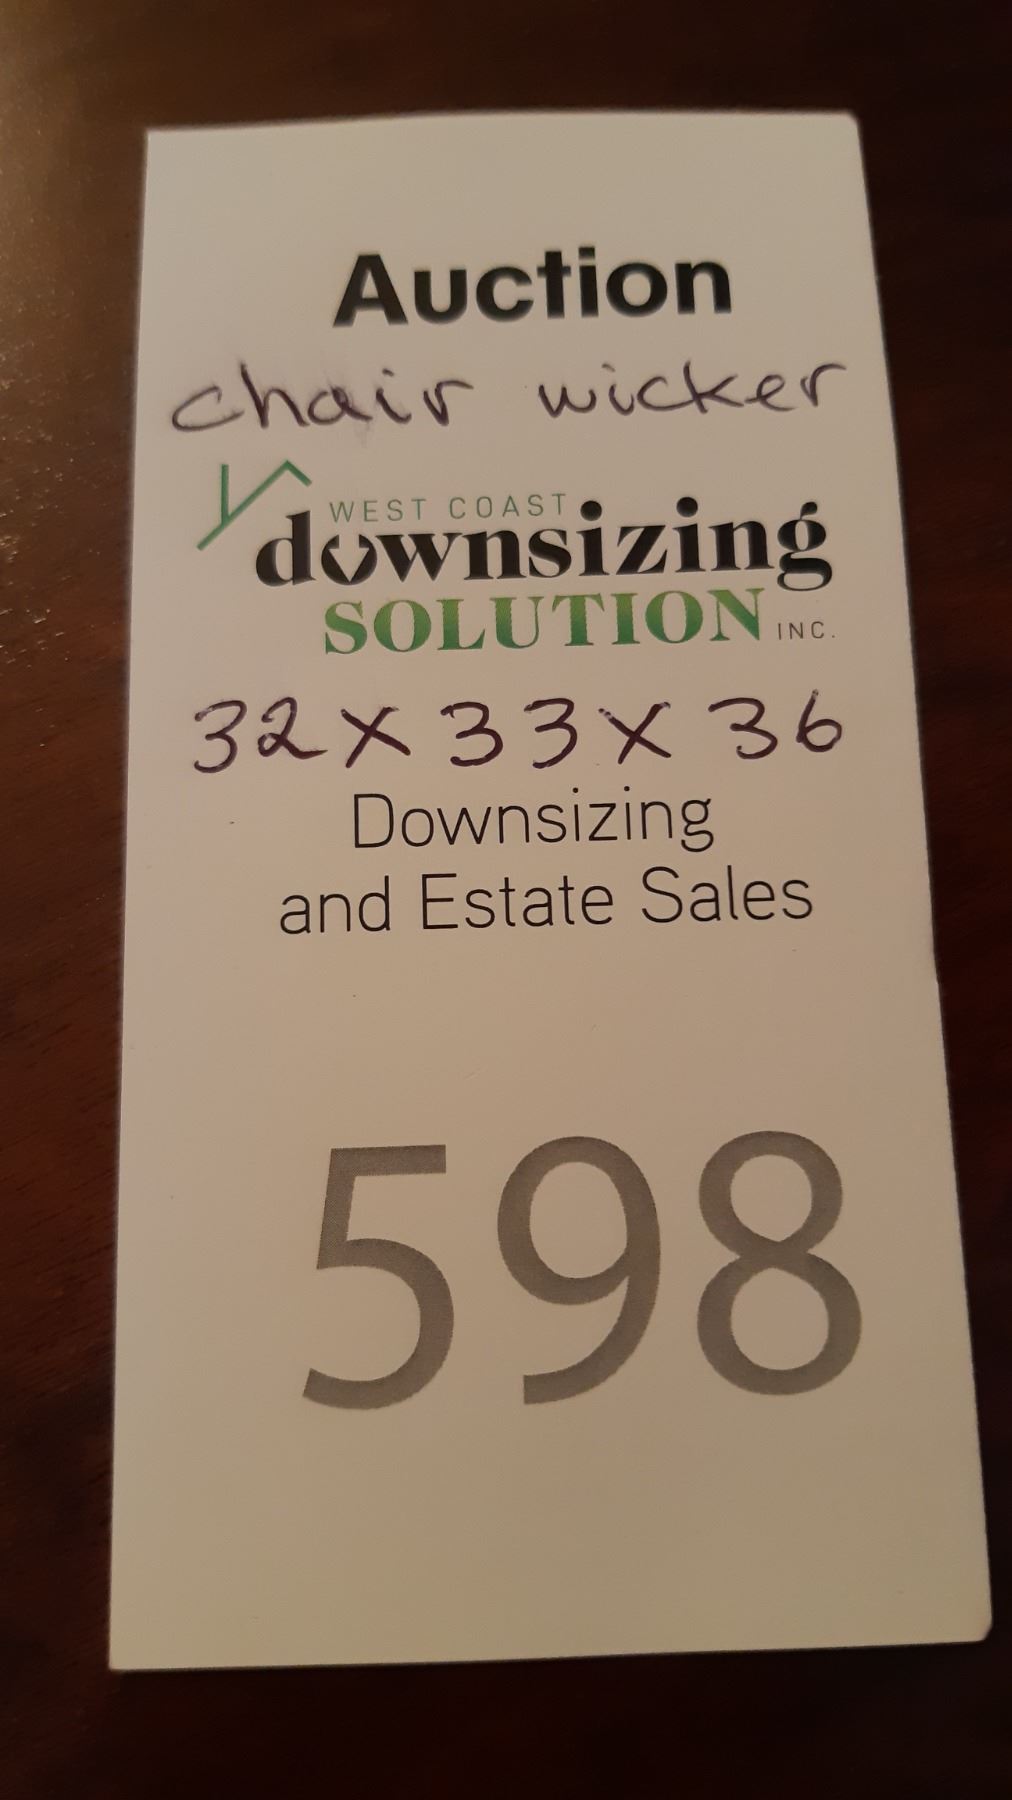 Auction
chair wicker
WEST COAST
downsizing
SOLUTION INC.
32 x 33 x 36
Downsizing
and Estate Sales
598